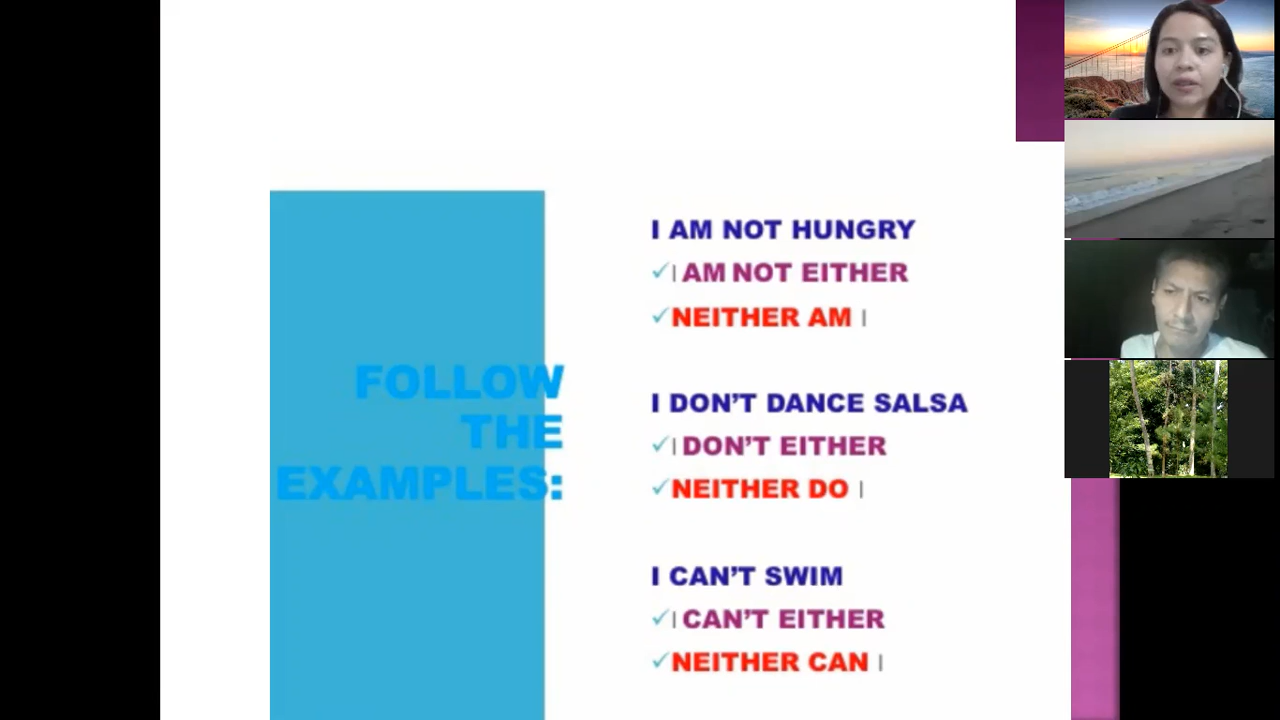 FOLLOW
THE
EXAMPLES:
I AM NOT HUNGRY
✓I AM NOT EITHER
✓NEITHER AM I
I DON'T DANCE SALSA
✓I DON'T EITHER
✓NEITHER DO I
I CAN'T SWIM
✓I CAN'T EITHER
✓NEITHER CAN I